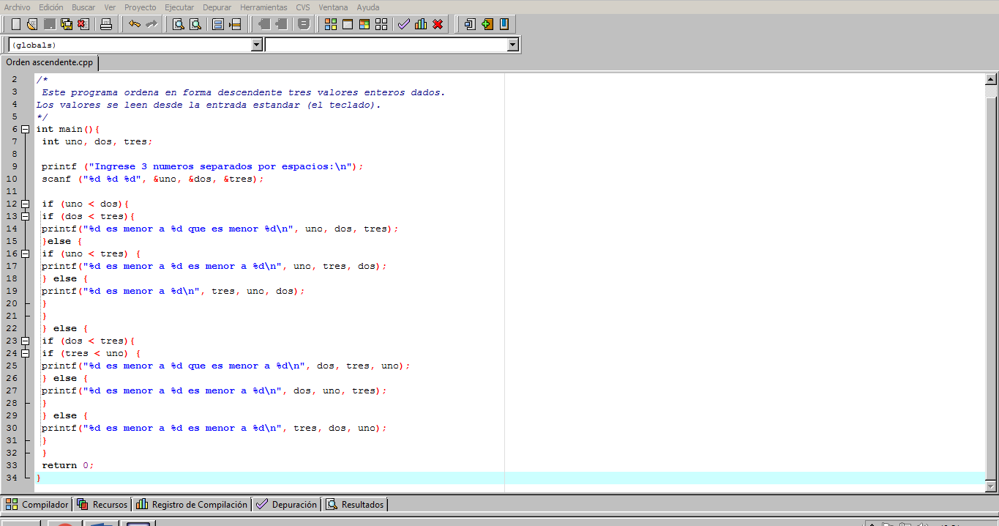 Archivo Edición Buscar Ver Proyecto Ejecutar Depurar Herramientas CVS Ventana Ayuda
(globals)
Orden ascendente.cpp
2 /*
3 Este programa ordena en forma descendente tres valores enteros dados.
4 Los valores se leen desde la entrada estandar (el teclado).
5 */
6 int main(){
7 int uno, dos, tres;
8
9 printf ("Ingrese 3 numeros separados por espacios:\n");
10 scanf ("%d %d %d", &uno, &dos, &tres);
11
12 if (uno < dos){
13 if (dos < tres){
14 printf("%d es menor a %d que es menor %d\n", uno, dos, tres);
15 }else {
16 if (uno < tres) {
17 printf("%d es menor a %d es menor a %d\n", uno, tres, dos);
18 } else {
19 printf("%d es menor a %d\n", tres, uno, dos);
20 }
21 }
22 } else {
23 if (dos < tres){
24 if (tres < uno) {
25 printf("%d es menor a %d que es menor a %d\n", dos, tres, uno);
26 } else {
27 printf("%d es menor a %d es menor a %d\n", dos, uno, tres);
28 }
29 } else {
30 printf("%d es menor a %d es menor a %d\n", tres, dos, uno);
31 }
32 }
33 return 0;
34 }
Compilador Recursos Registro de Compilación Depuración Resultados